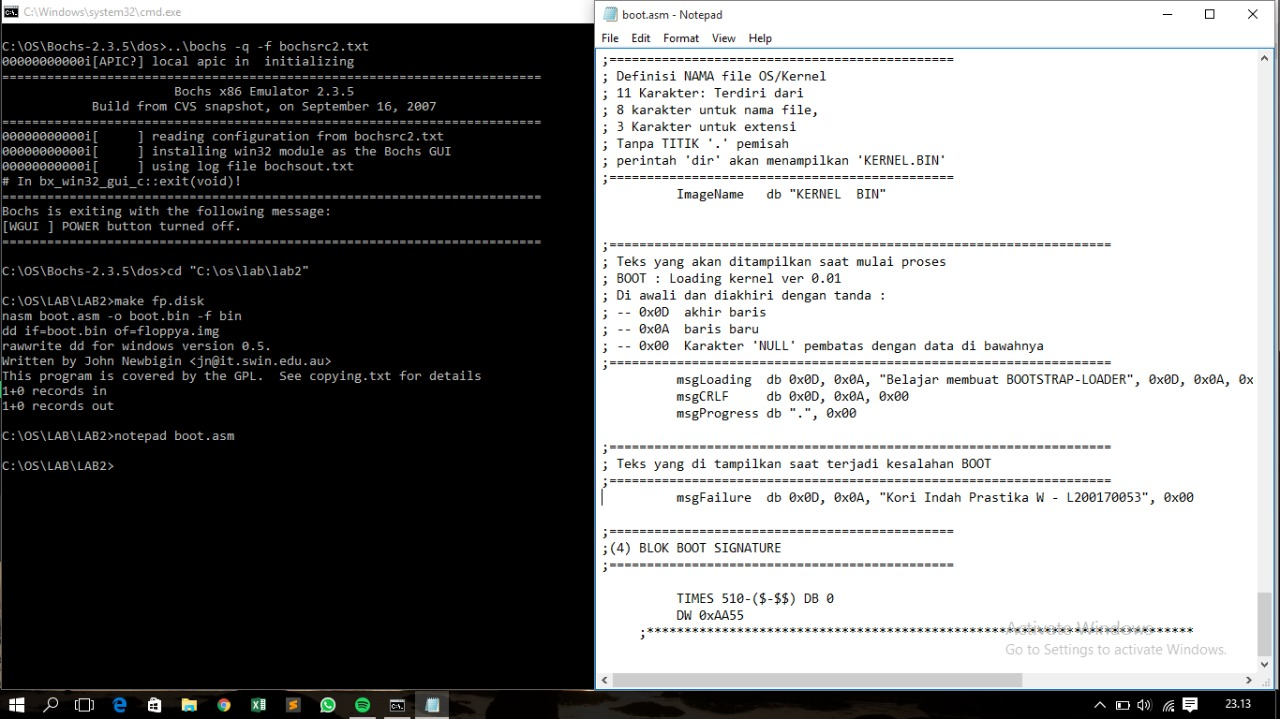 C:\Windows\system32\cmd.exe
C:\OS\Bochs-2.3.5\dos>..\bochs -q -f bochsrc2.txt
00000000000i[APIC?] local apic in  initializing
========================================================================
Bochs x86 Emulator 2.3.5
Build from CVS snapshot, on September 16, 2007
========================================================================
00000000000i[     ] reading configuration from bochsrc2.txt
00000000000i[     ] installing win32 module as the Bochs GUI
00000000000i[     ] using log file bochsout.txt
# In bx_win32_gui_c::exit(void)!
========================================================================
Bochs is exiting with the following message:
[WGUI ] POWER button turned off.
========================================================================
C:\OS\Bochs-2.3.5\dos>cd "C:\os\lab\lab2"
C:\OS\LAB\LAB2>make fp.disk
nasm boot.asm -o boot.bin -f bin
dd if=boot.bin of=floppya.img
rawwrite dd for windows version 0.5.
Written by John Newbigin <jn@it.swin.edu.au>
This program is covered by the GPL.  See copying.txt for details
1+0 records in
1+0 records out
C:\OS\LAB\LAB2>notepad boot.asm
C:\OS\LAB\LAB2>
boot.asm - Notepad
File Edit Format View Help
;==============================================
; Definisi NAMA file OS/Kernel
; 11 Karakter: Terdiri dari
; 8 karakter untuk nama file,
; 3 Karakter untuk extensi
; Tanpa TITIK '.' pemisah
; perintah 'dir' akan menampilkan 'KERNEL.BIN'
;==============================================
ImageName   db "KERNEL  BIN"
;===================================================================
; Teks yang akan ditampilkan saat mulai proses
; BOOT : Loading kernel ver 0.01
; Di awali dan diakhiri dengan tanda :
; -- 0x0D  akhir baris
; -- 0x0A  baris baru
; -- 0x00  Karakter 'NULL' pembatas dengan data di bawahnya
;===================================================================
msgLoading  db 0x0D, 0x0A, "Belajar membuat BOOTSTRAP-LOADER", 0x0D, 0x0A, 0x
msgCRLF     db 0x0D, 0x0A, 0x00
msgProgress db ".", 0x00
;===================================================================
; Teks yang di tampilkan saat terjadi kesalahan BOOT
;===================================================================
msgFailure  db 0x0D, 0x0A, "Kori Indah Prastika W - L200170053", 0x00
;==============================================
;(4) BLOK BOOT SIGNATURE
;==============================================
TIMES 510-($-$$) DB 0
DW 0xAA55
;*************************************************************************
Activate Windows
Go to Settings to activate Windows.
23.13